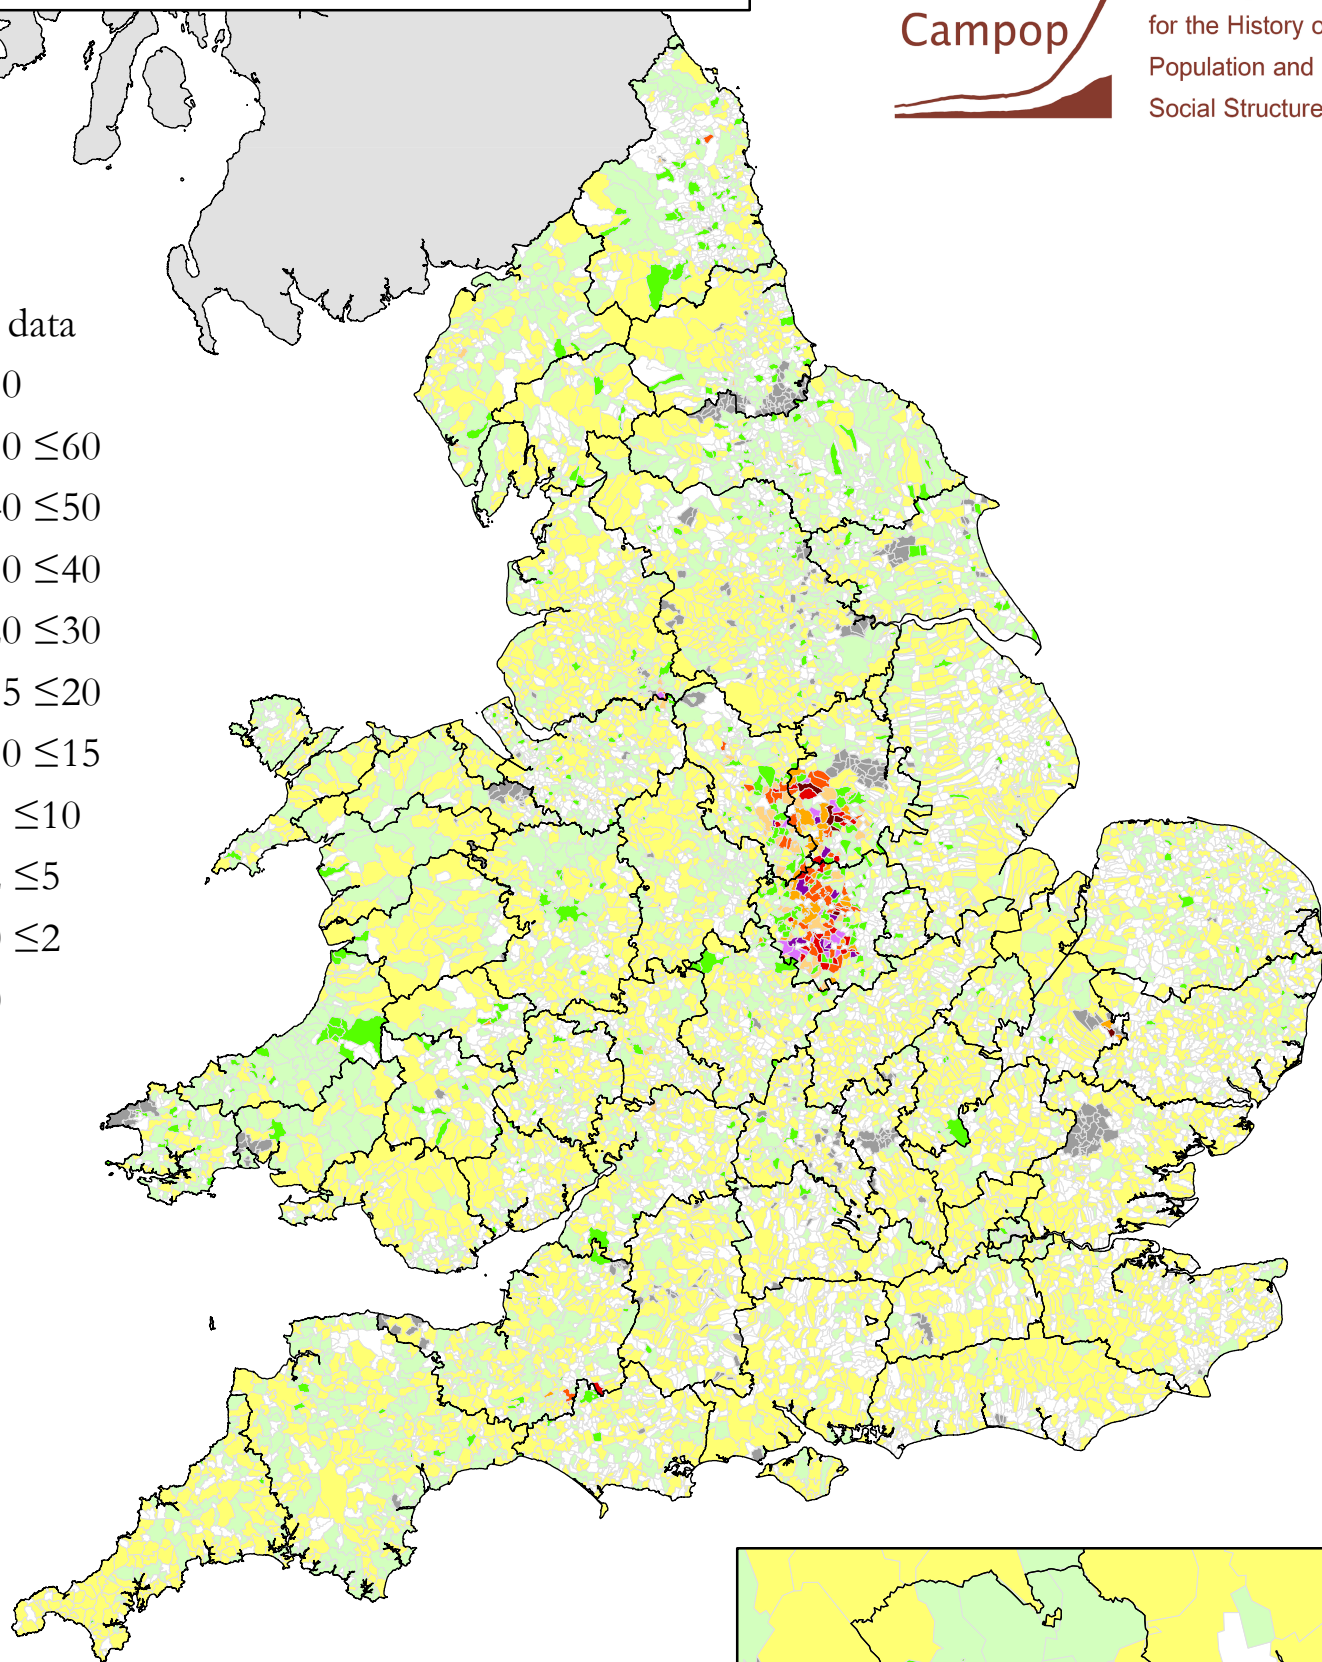 Campop
for the History
Population and
Social Structure
data
0
0 ≤60
0 ≤50
0 ≤40
0 ≤30
5 ≤20
0 ≤15
≤10
≤5
≤2